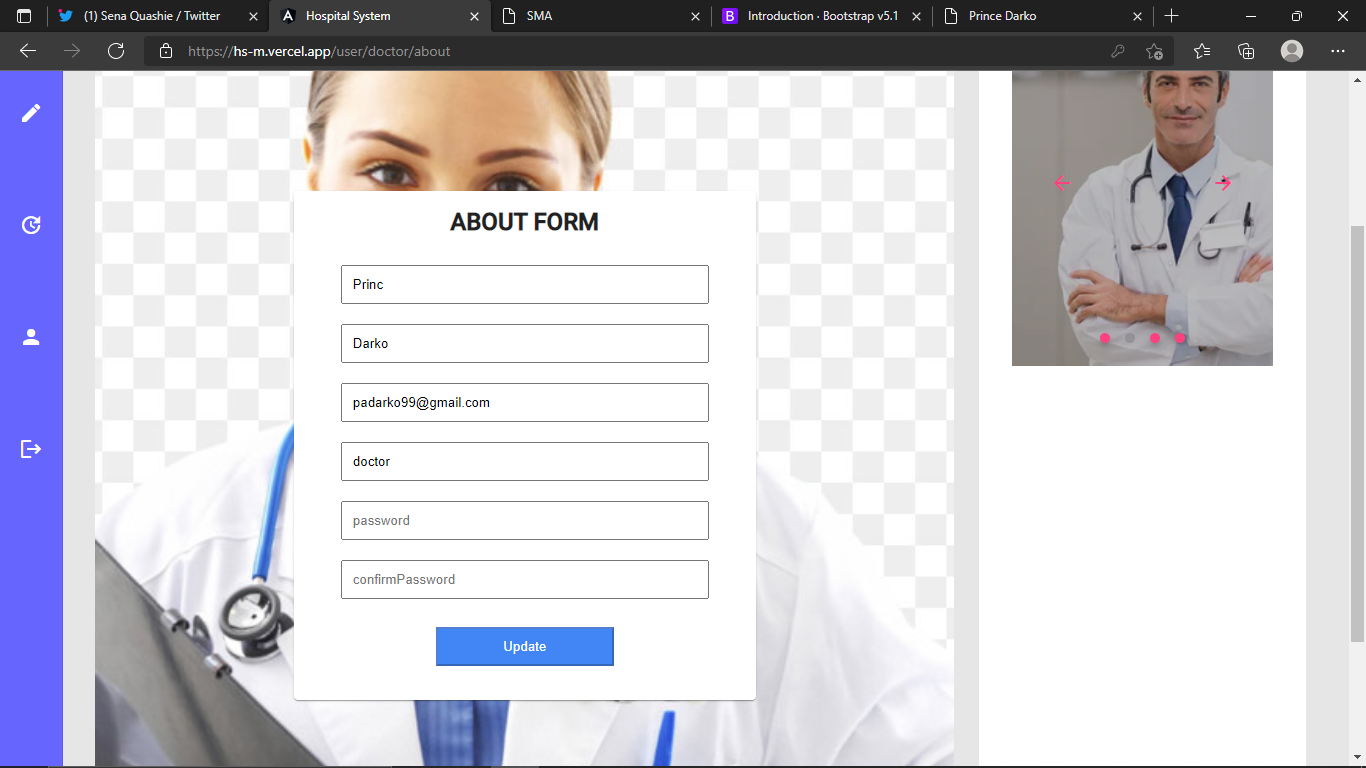 (1) Sena Quashie / Twitter
Hospital System
SMA
Introduction · Bootstrap v5.1
Prince Darko
https://hs-m.vercel.app/user/doctor/about
ABOUT FORM
Princ
Darko
padarko99@gmail.com
doctor
password
confirmPassword
Update